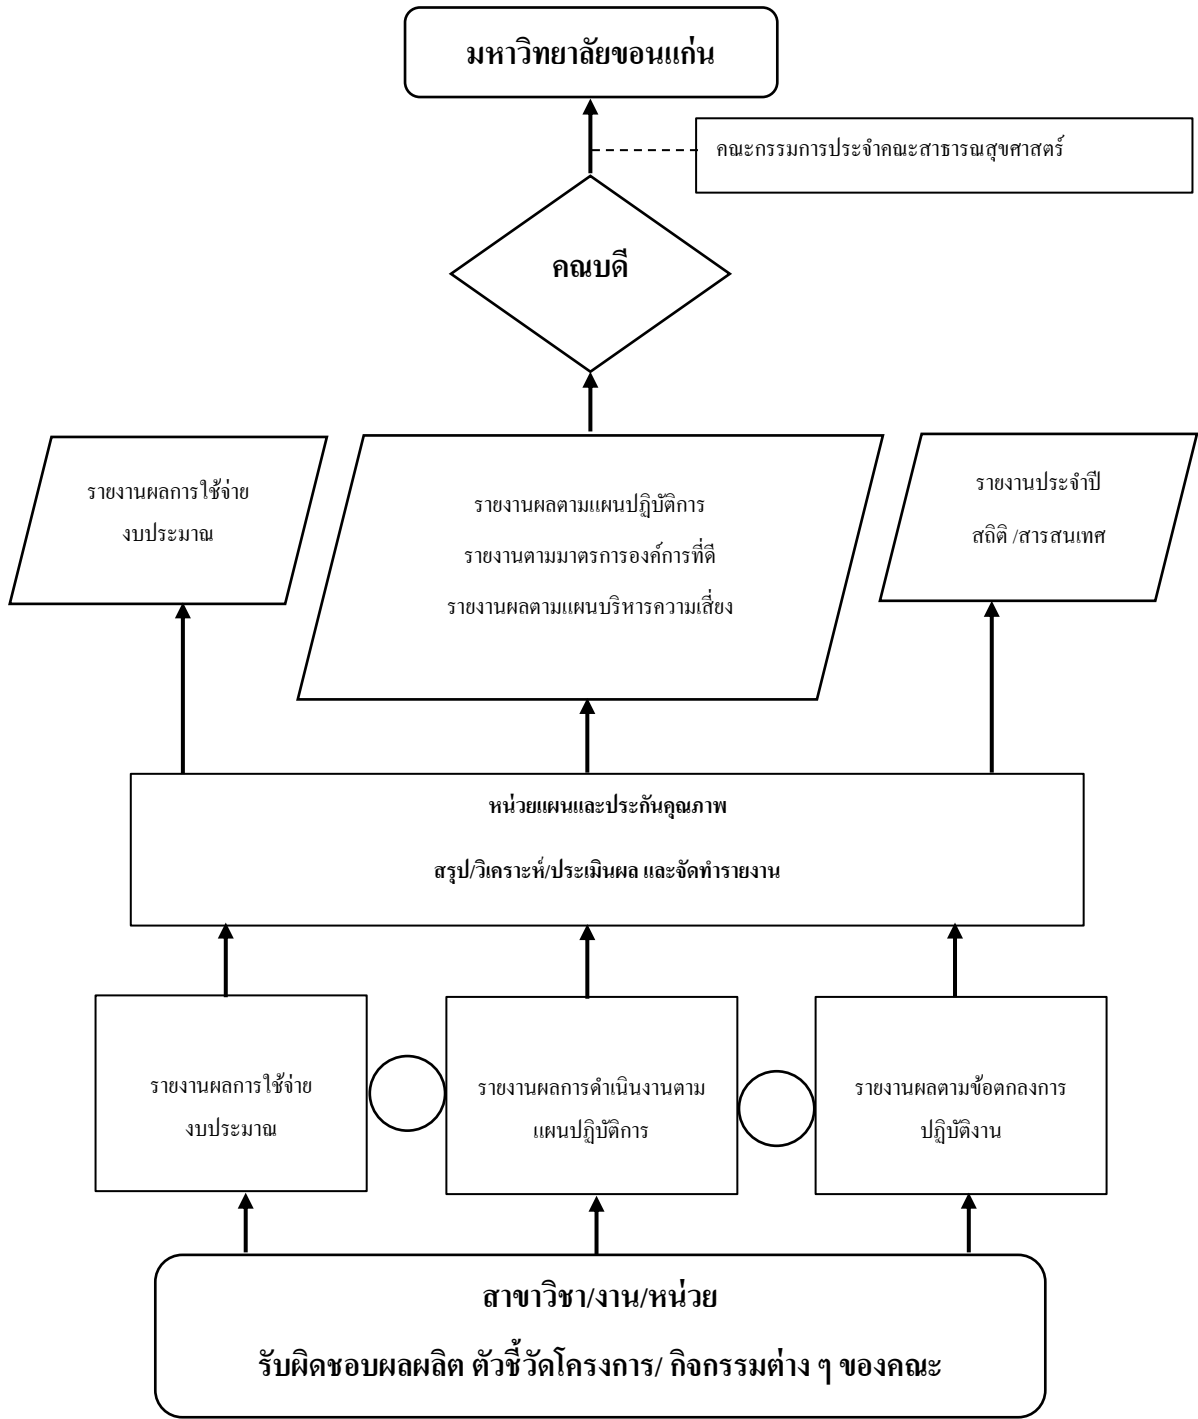 มหาวิทยาลัยขอนแก่น
คณะกรรมการประจำคณะสาธารณสุขศาสตร์
คณบดี
รายงานผลการใช้จ่าย
งบประมาณ
รายงานผลตามแผนปฏิบัติการ
รายงานตามมาตรการองค์การที่ดี
รายงานผลตามแผนบริหารความเสี่ยง
รายงานประจำปี
สถิติ /สารสนเทศ
หน่วยแผนและประกันคุณภาพ
สรุป/วิเคราะห์/ประเมินผล และจัดทำรายงาน
รายงานผลการใช้จ่าย
งบประมาณ
รายงานผลการดำเนินงานตาม
แผนปฏิบัติการ
รายงานผลตามข้อตกลงการ
ปฏิบัติงาน
สาขาวิชา/งาน/หน่วย
รับผิดชอบผลผลิต ตัวชี้วัดโครงการ/ กิจกรรมต่าง ๆ ของคณะ